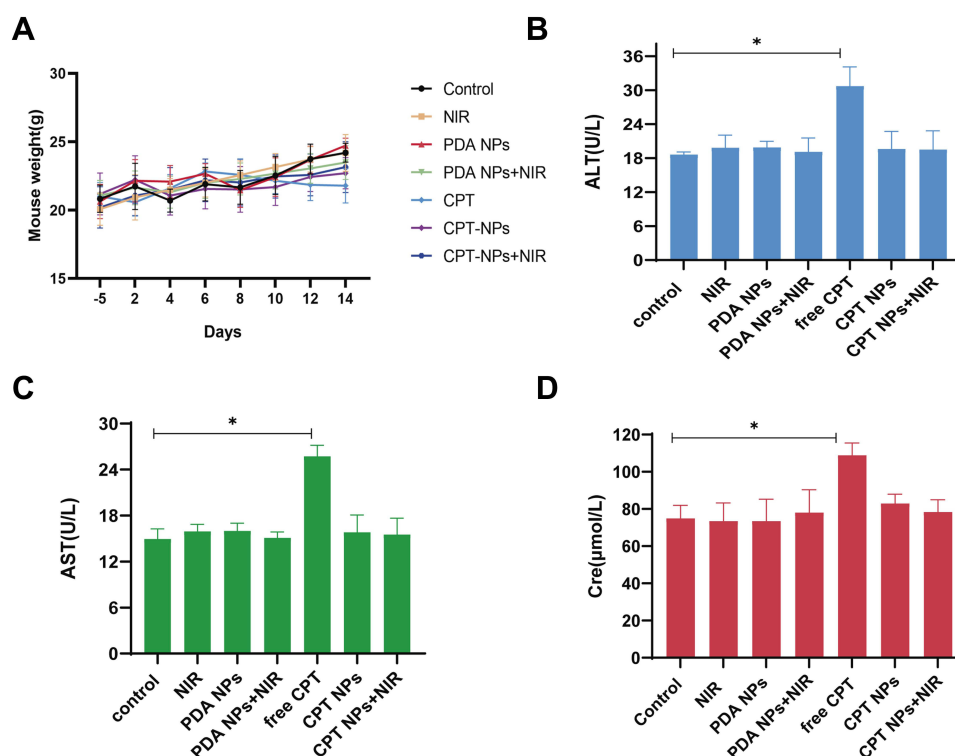 A
30
25
20
15
Mouse weight(g)
-5 2 4 6 8 10 12 14
Days
Control
NIR
PDA NPs
PDA NPs+NIR
CPT
CPT-NPs
CPT-NPs+NIR
B
*
36
30
24
18
12
6
0
ALT(U/L)
control
NIR
PDA NPs
PDA NPs+NIR
free CPT
CPT NPs
CPT NPs+NIR
C
*
30
24
18
12
6
0
AST(U/L)
control
NIR
PDA NPs
PDA NPs+NIR
free CPT
CPT NPs
CPT NPs+NIR
D
*
120
100
80
60
40
20
0
Cre(μmol/L)
Control
NIR
PDA NPs
PDA NPs+NIR
free CPT
CPT NPs
CPT NPs+NIR